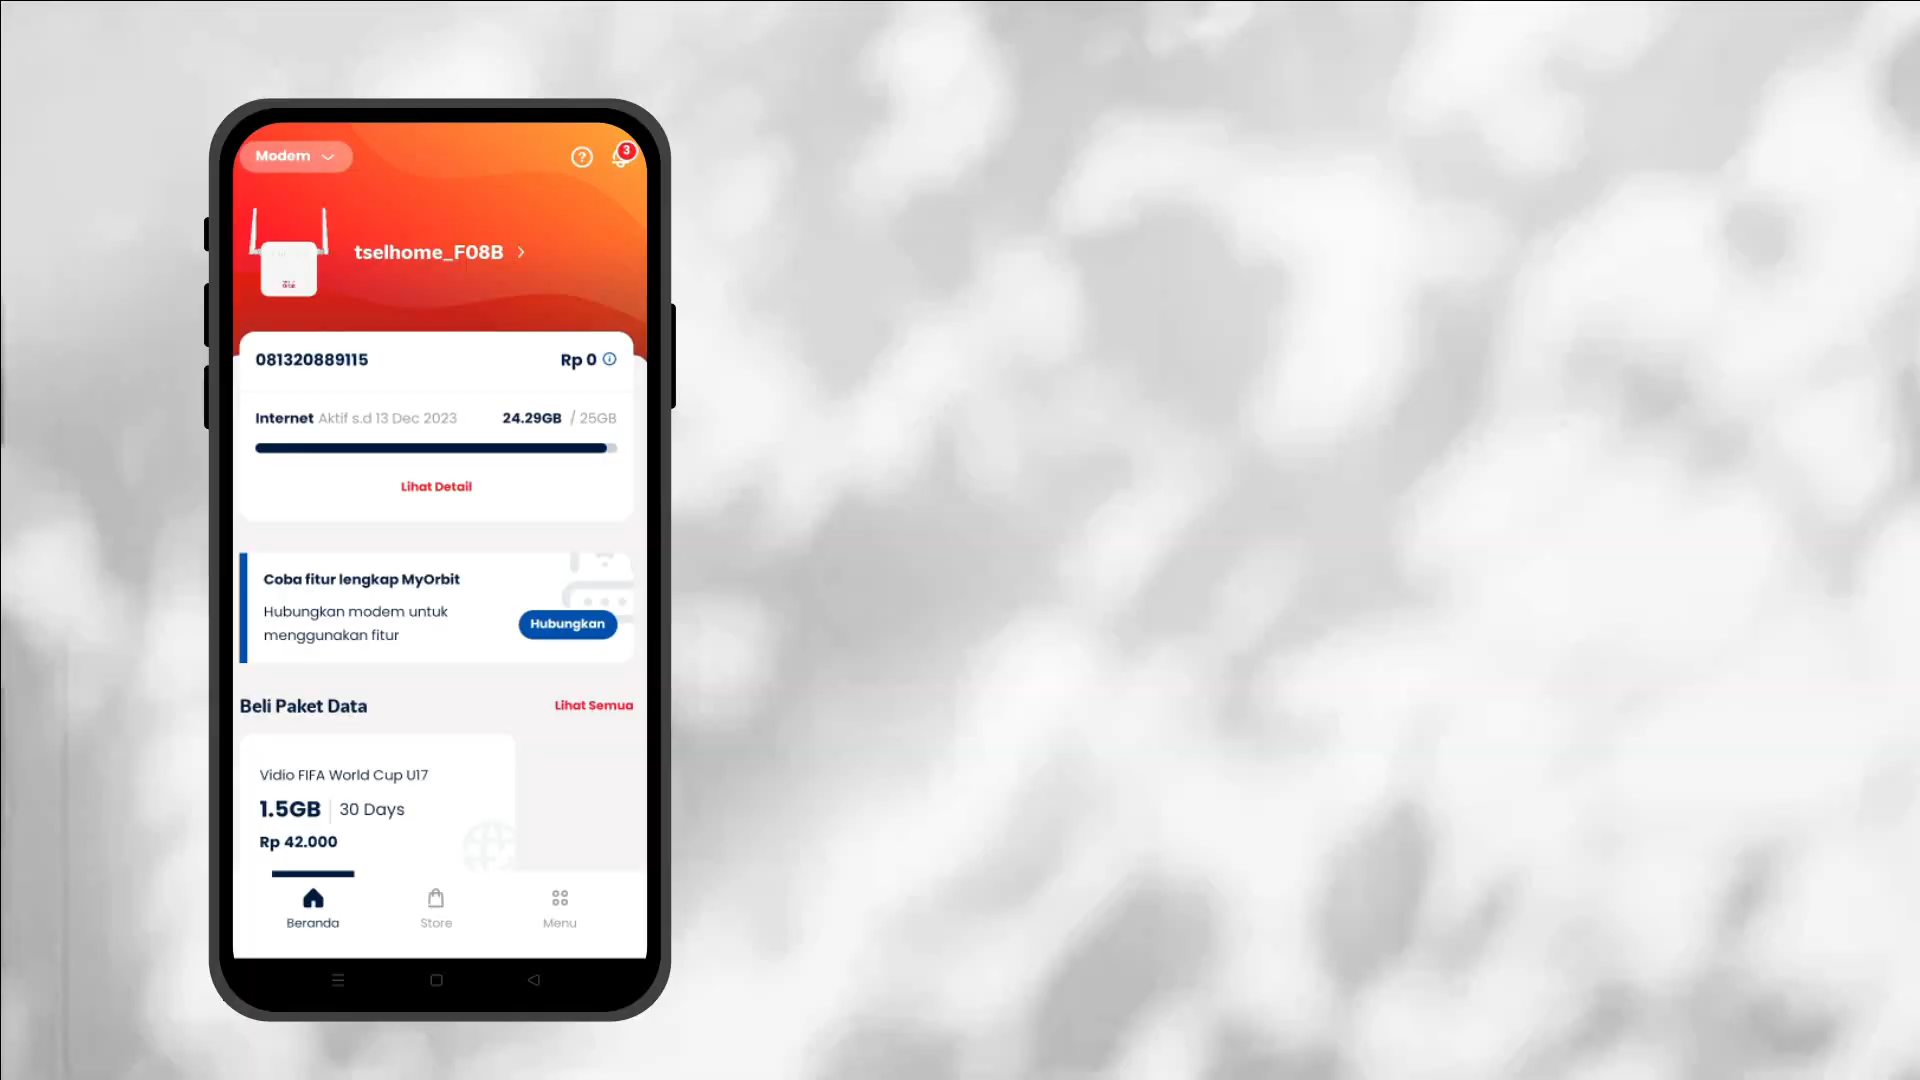 Modem
3
tselhome_F08B
081320889115
Rp 0
Internet Aktif s.d 13 Dec 2023
24.29GB / 25GB
Lihat Detail
Coba fitur lengkap MyOrbit
Hubungkan modem untuk
menggunakan fitur
Hubungkan
Beli Paket Data
Lihat Semua
Vidio FIFA World Cup U17
1.5GB | 30 Days
Rp 42.000
Beranda
Store
Menu